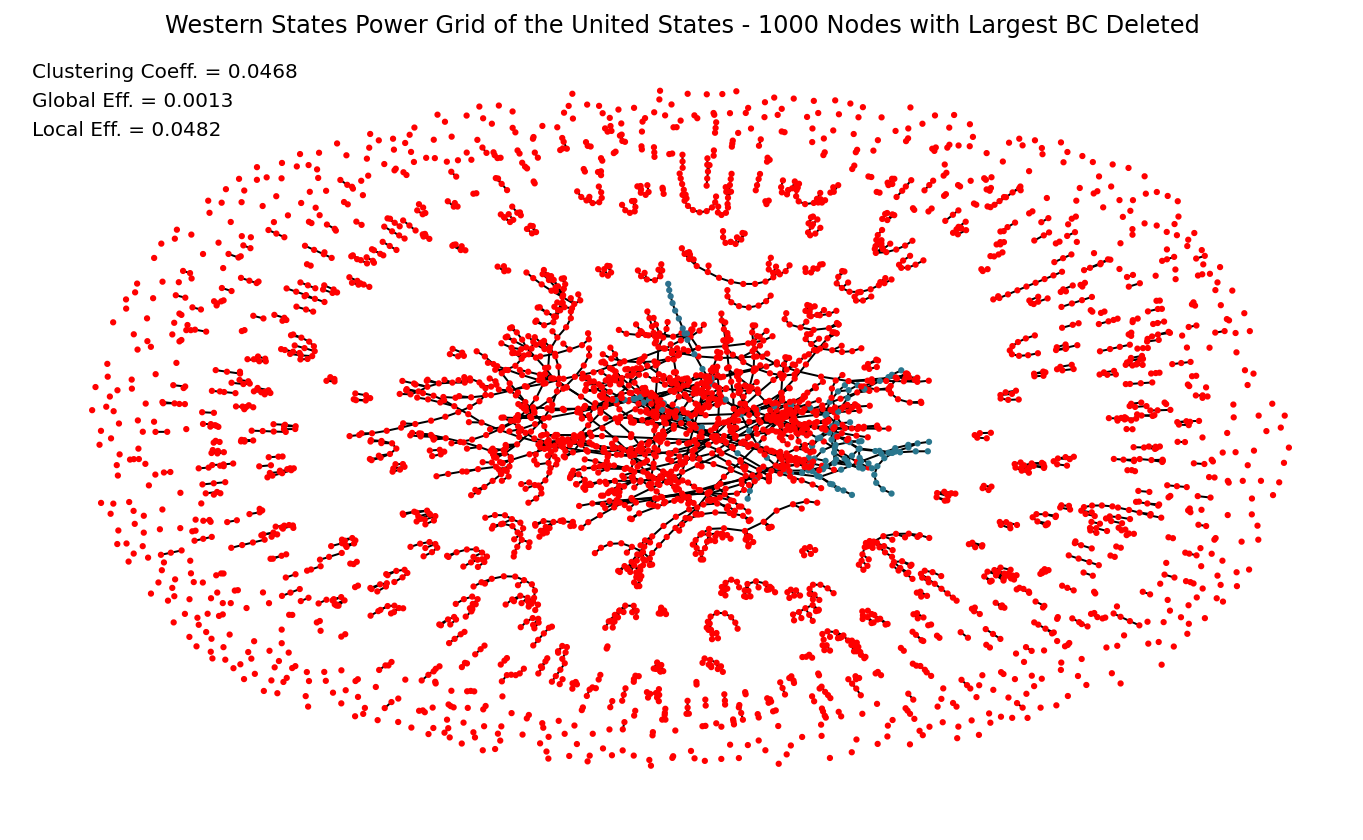 Western States Power Grid of the United States - 1000 Nodes with Largest BC Deleted
Clustering Coeff. = 0.0468
Global Eff. = 0.0013
Local Eff. = 0.0482